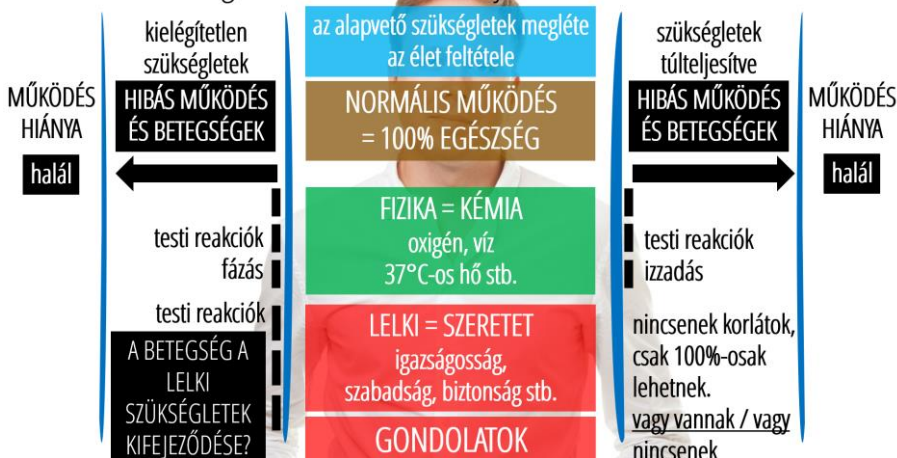 kielégítetlen
szükségletek
az alapvető szükségletek megléte
az élet feltétele
szükségletek
túlteljesítve
MŰKÖDÉS
HIÁNYA
HIBÁS MŰKÖDÉS
ÉS BETEGSÉGEK
NORMÁLIS MŰKÖDÉS
= 100% EGÉSZSÉG
HIBÁS MŰKÖDÉS
ÉS BETEGSÉGEK
MŰKÖDÉS
HIÁNYA
halál
halál
testi reakciók
fázás
FIZIKA = KÉMIA
oxigén, víz
37°C-os hő stb.
testi reakciók
izzadás
testi reakciók
A BETEGSÉG A
LELKI
SZÜKSÉGLETEK
KIFEJEZŐDÉSE?
LELKI = SZERETET
igazságosság,
szabadság, biztonság stb.
GONDOLATOK
nincsenek korlátok,
csak 100%-osak
lehetnek.
vagy vannak / vagy
nincsenek